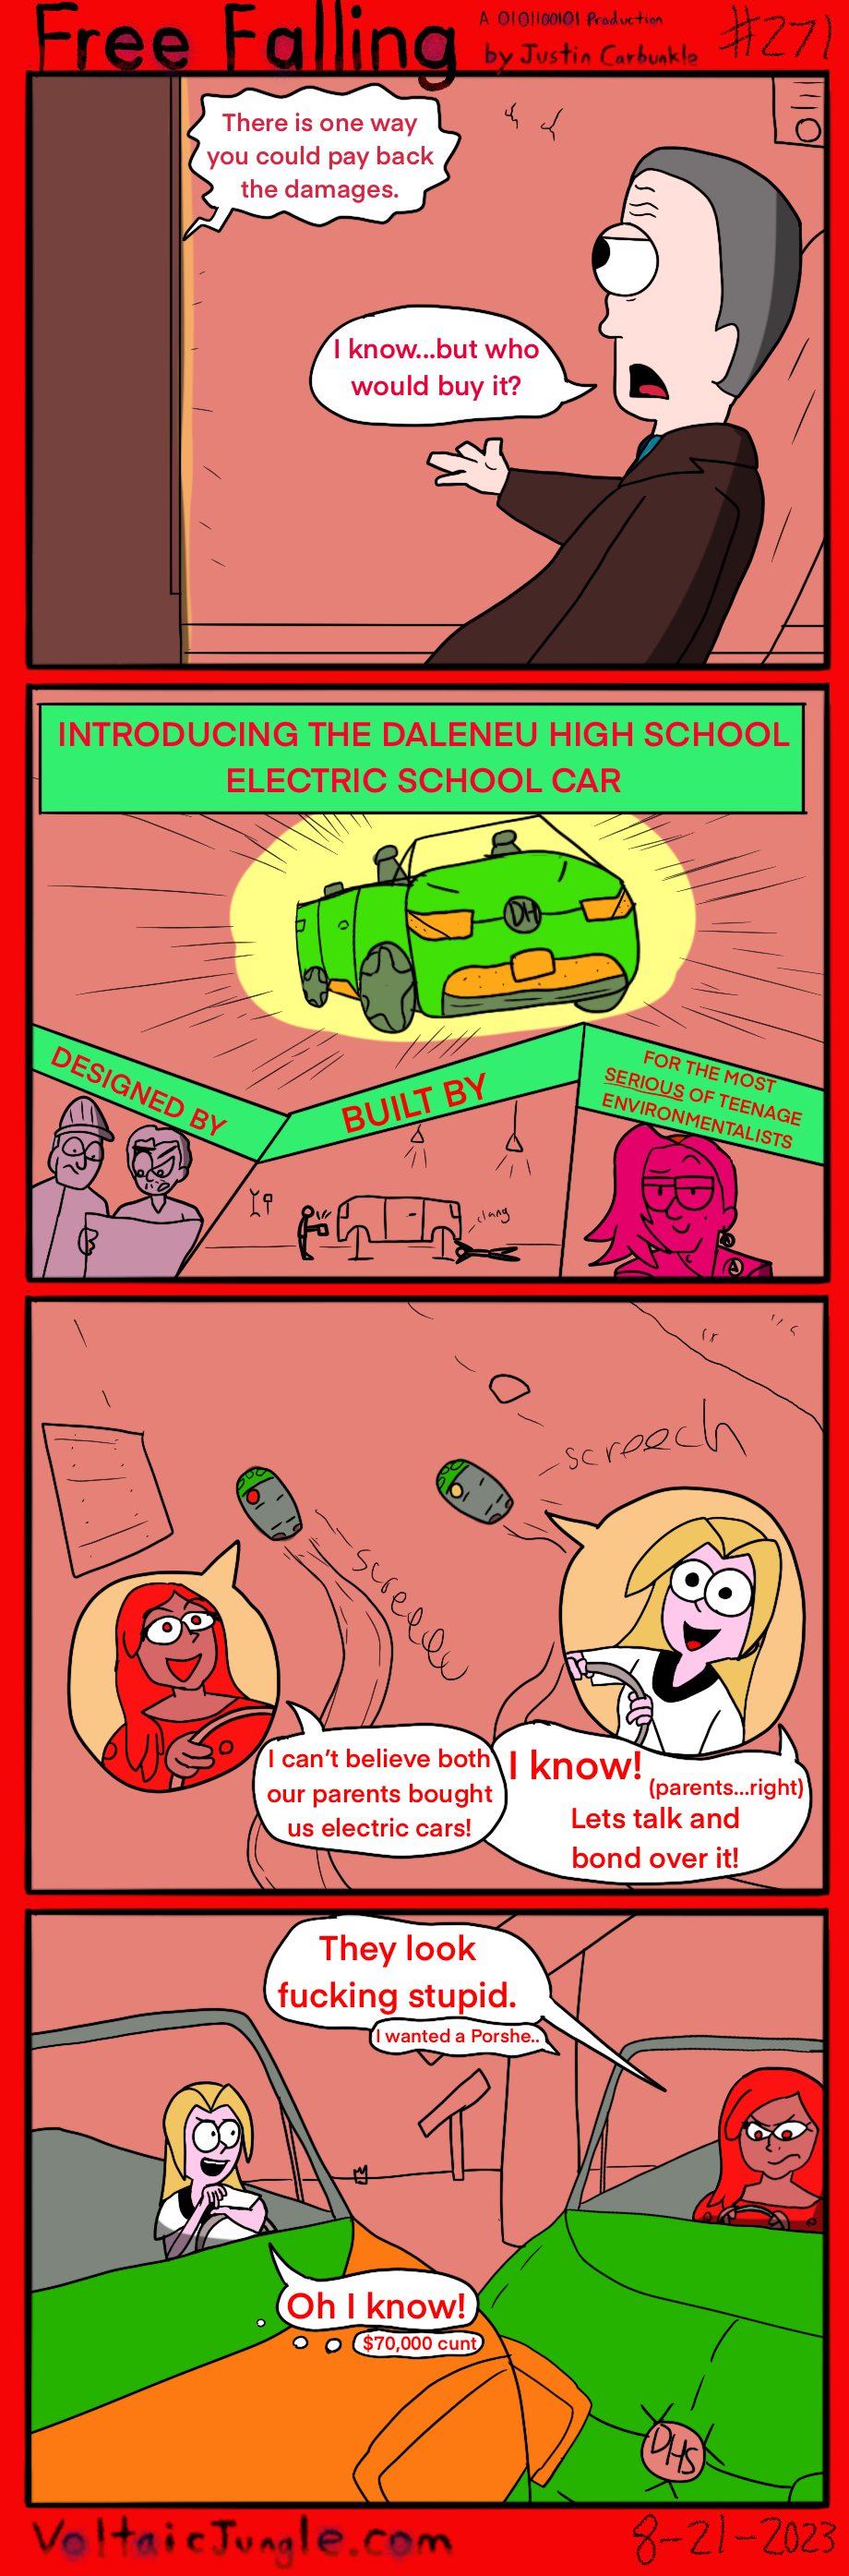 Free Falling
A 0101100101 Production
by Justin Carbunkle
#271
There is one way
you could pay back
the damages.
I know...but who
would buy it?
INTRODUCING THE DALENEU HIGH SCHOOL
ELECTRIC SCHOOL CAR
DH
DESIGNED BY
BUILT BY
FOR THE MOST
SERIOUS OF TEENAGE
ENVIRONMENTALISTS
clang
screech
I can't believe both
our parents bought
us electric cars!
I know!
(parents...right)
Lets talk and
bond over it!
They look
fucking stupid.
I wanted a Porshe..
Oh I know!
$70,000 cunt
DHS
VoltaicJungle.com
8-21-2023